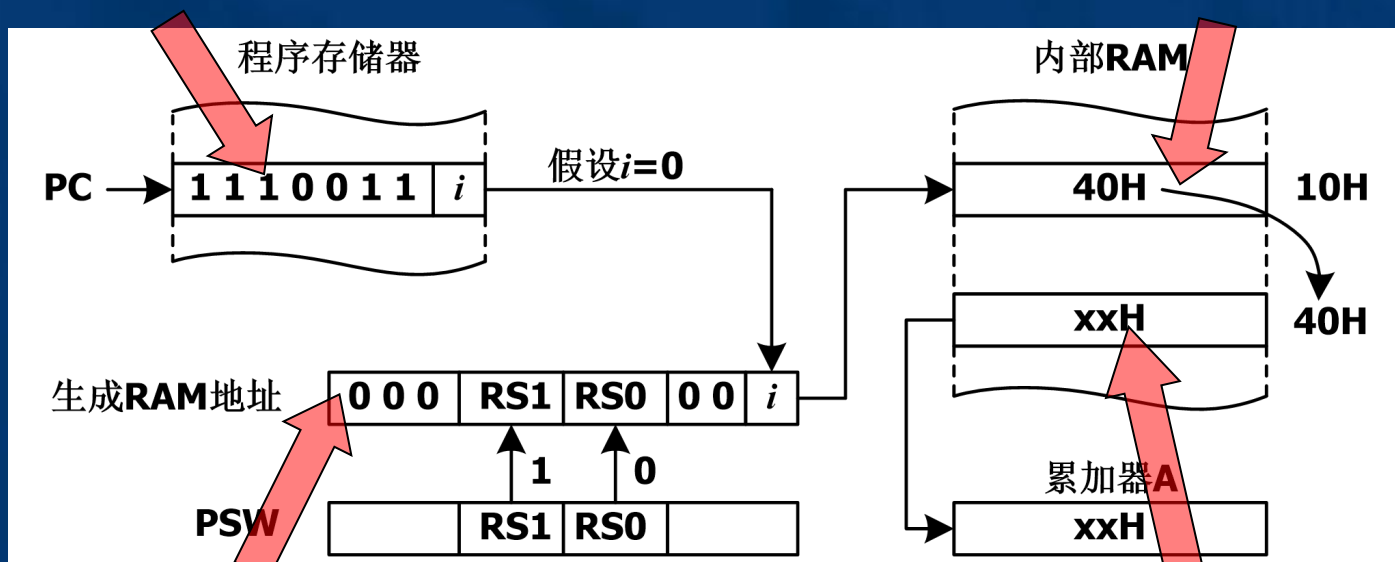 程序存储器
内部RAM
PC
1 1 1 0 0 1 1 i
假设i=0
40H
10H
xxH
40H
生成RAM地址
0 0 0 RS1 RS0 0 0 i
1
0
累加器A
PSW
RS1 RS0
xxH